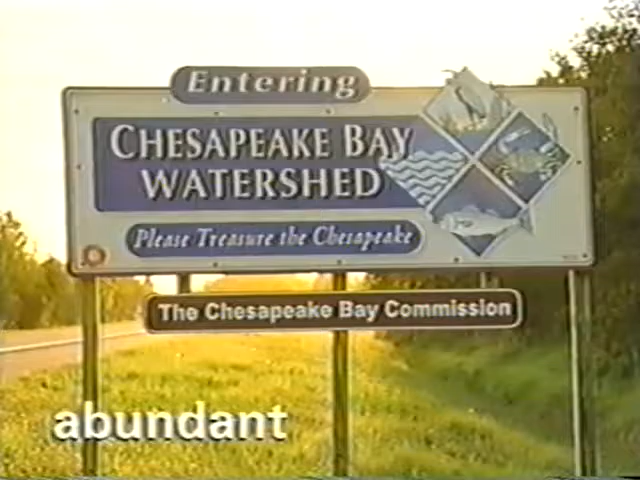 Entering
CHESAPEAKE BAY
WATERSHED
Please Treasure the Chesapeake
The Chesapeake Bay Commission
abundant